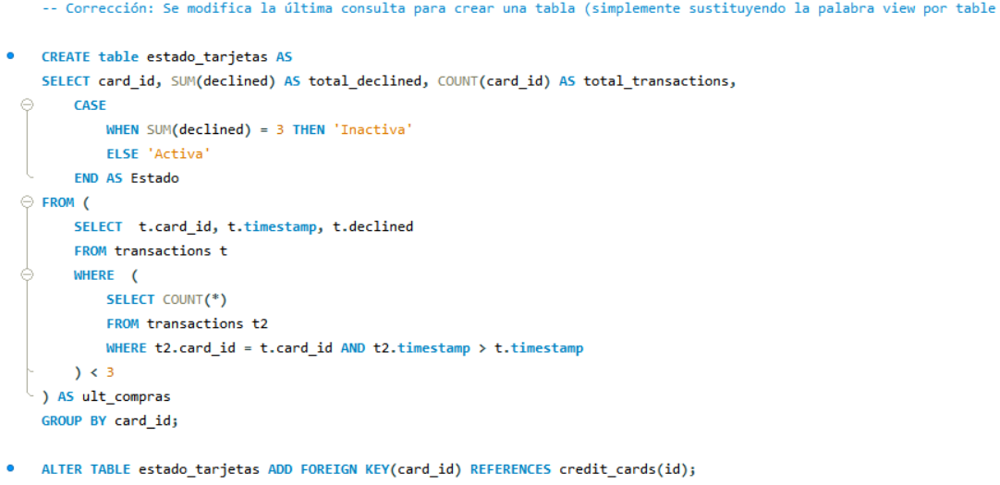 -- Corrección: Se modifica la última consulta para crear una tabla (simplemente sustituyendo la palabra view por table
CREATE table estado_tarjetas AS
SELECT card_id, SUM(declined) AS total_declined, COUNT(card_id) AS total_transactions,
CASE
WHEN SUM(declined) = 3 THEN 'Inactiva'
ELSE 'Activa'
END AS Estado
FROM (
SELECT  t.card_id, t.timestamp, t.declined
FROM transactions t
WHERE  (
SELECT COUNT(*)
FROM transactions t2
WHERE t2.card_id = t.card_id AND t2.timestamp > t.timestamp
) < 3
) AS ult_compras
GROUP BY card_id;
ALTER TABLE estado_tarjetas ADD FOREIGN KEY(card_id) REFERENCES credit_cards(id);